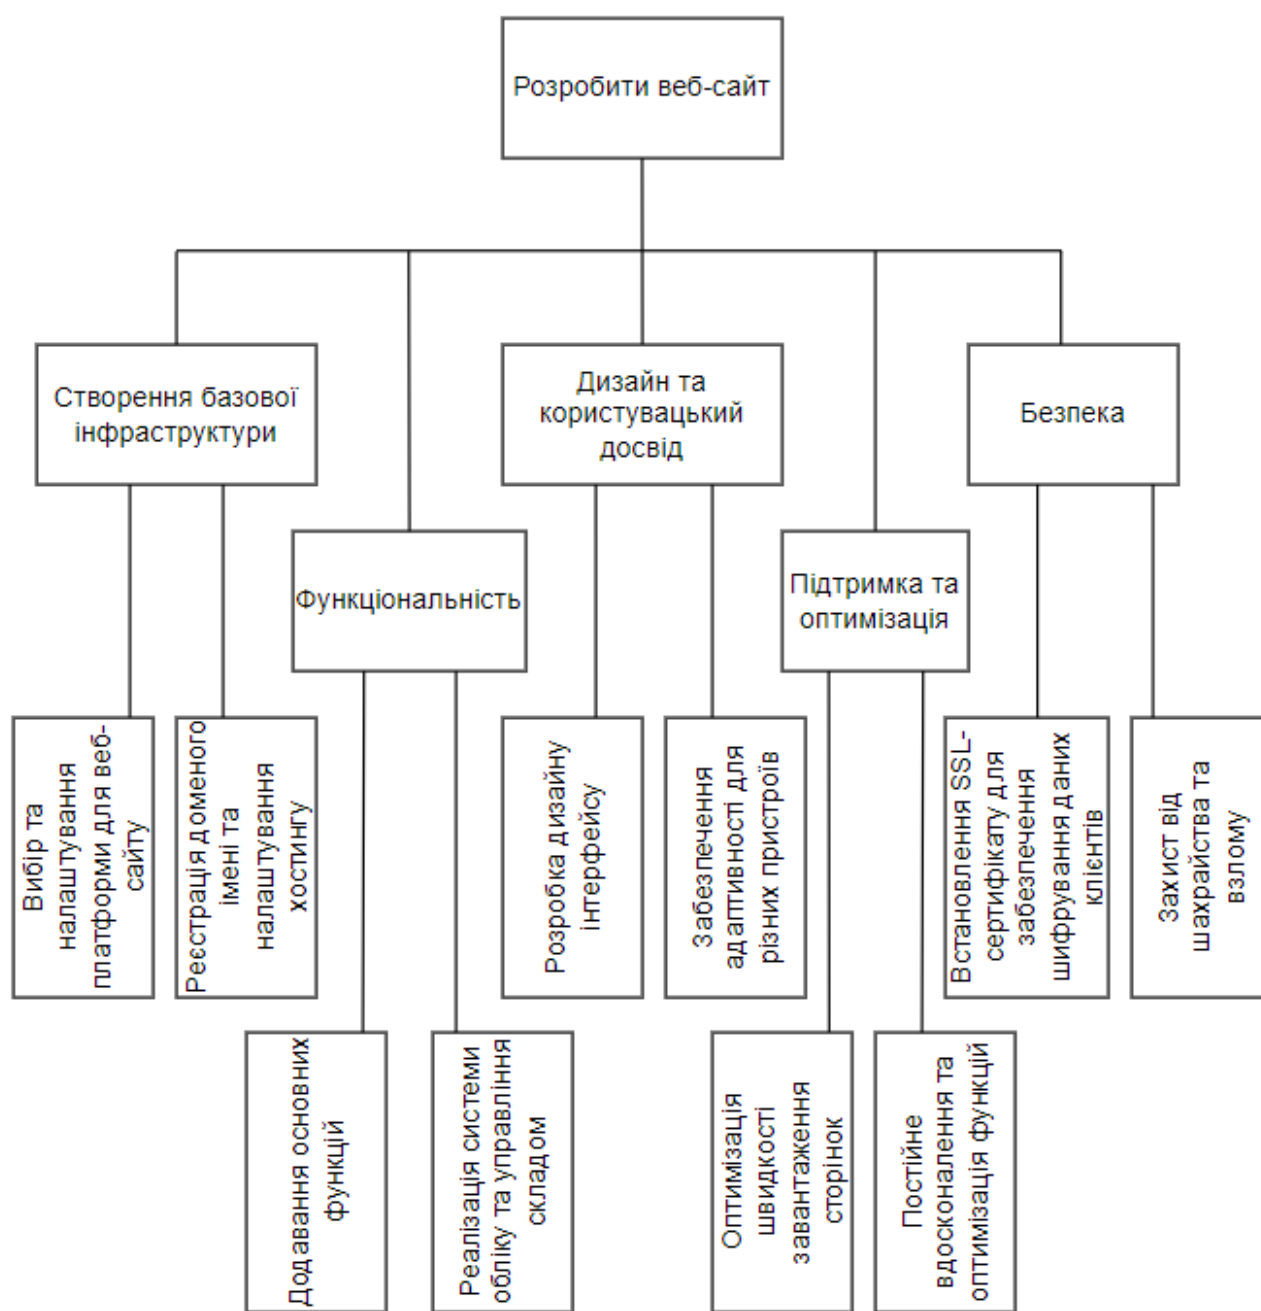 Розробити веб-сайт
Створення базової
інфраструктури
Дизайн та
користувацький
досвід
Безпека
Функціональність
Підтримка та
оптимізація
Вибір та
налаштування
платформи для веб-
сайту
Реєстрація доменого
імені та
налаштування
хостингу
Розробка дизайну
інтерфейсу
Забезпечення
адаптивності для
різних пристроїв
Встановлення SSL-
сертифікату для
забезпечення
шифрування даних
клієнтів
Захист від
шахрайства та
взлому
Додавання основних
функцій
Реалізація системи
обліку та управління
складом
Оптимізація
швидкості
завантаження
сторінок
Постійне
вдосконалення та
оптимізація функцій